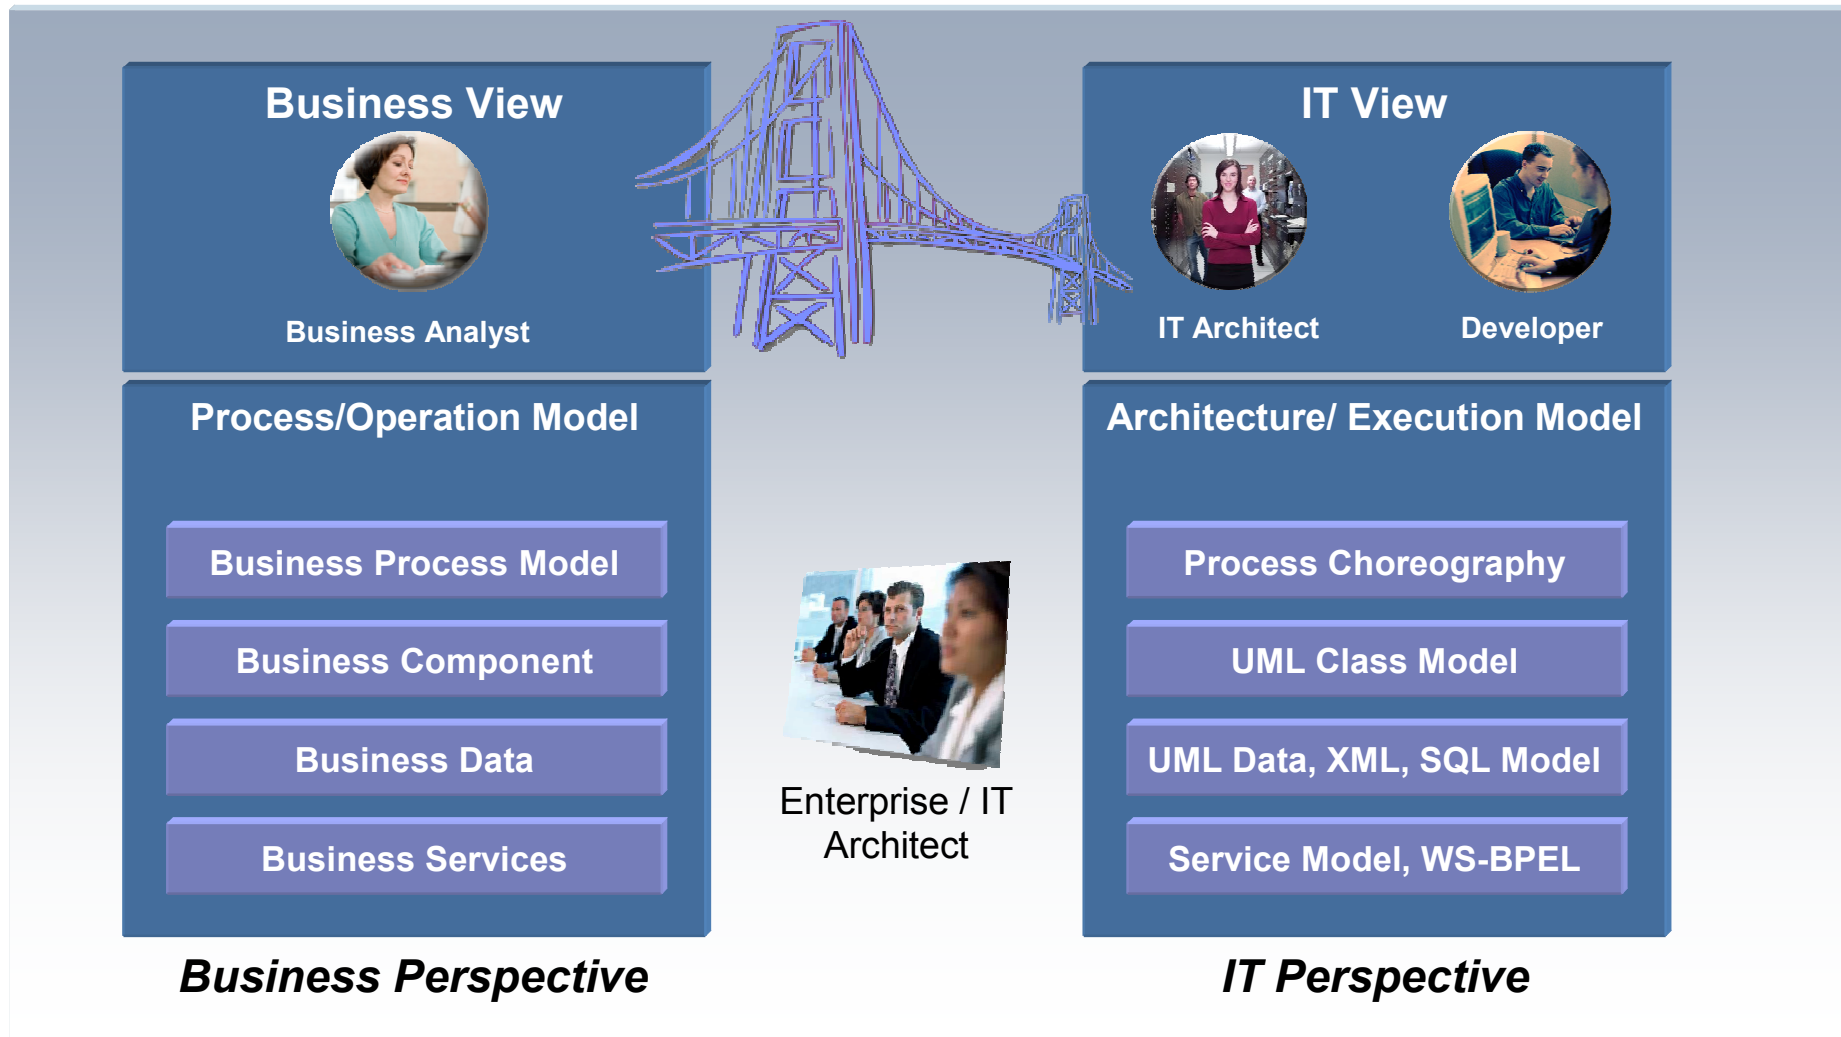 Business View
Business Analyst
IT View
IT Architect
Developer
Process/Operation Model
Business Process Model
Business Component
Business Data
Business Services
Enterprise / IT
Architect
Architecture/ Execution Model
Process Choreography
UML Class Model
UML Data, XML, SQL Model
Service Model, WS-BPEL
Business Perspective
IT Perspective